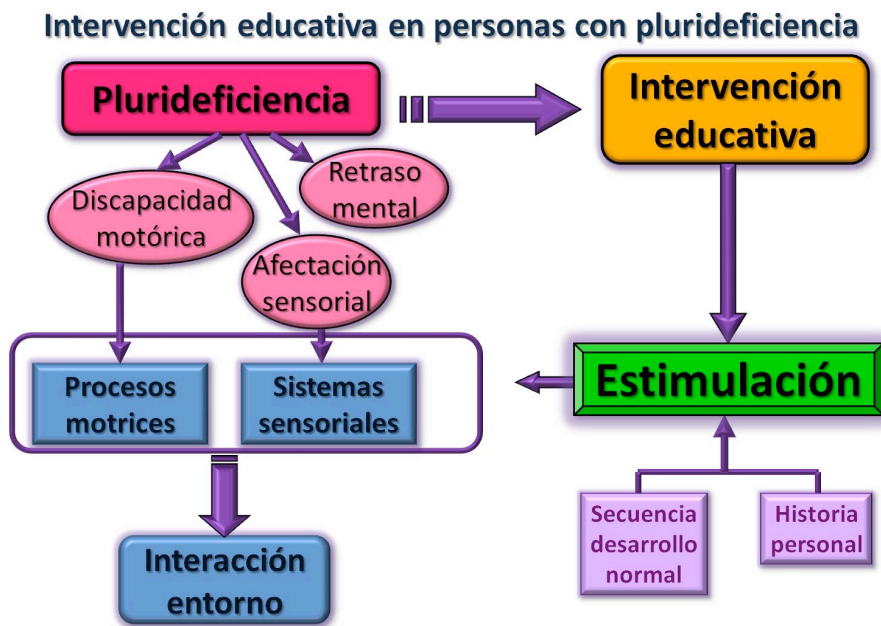 Intervención educativa en personas con plurideficiencia
Plurideficiencia
Intervención
educativa
Discapacidad
motórica
Retraso
mental
Afectación
sensorial
Procesos
motrices
Sistemas
sensoriales
Estimulación
Interacción
entorno
Secuencia
desarrollo
normal
Historia
personal